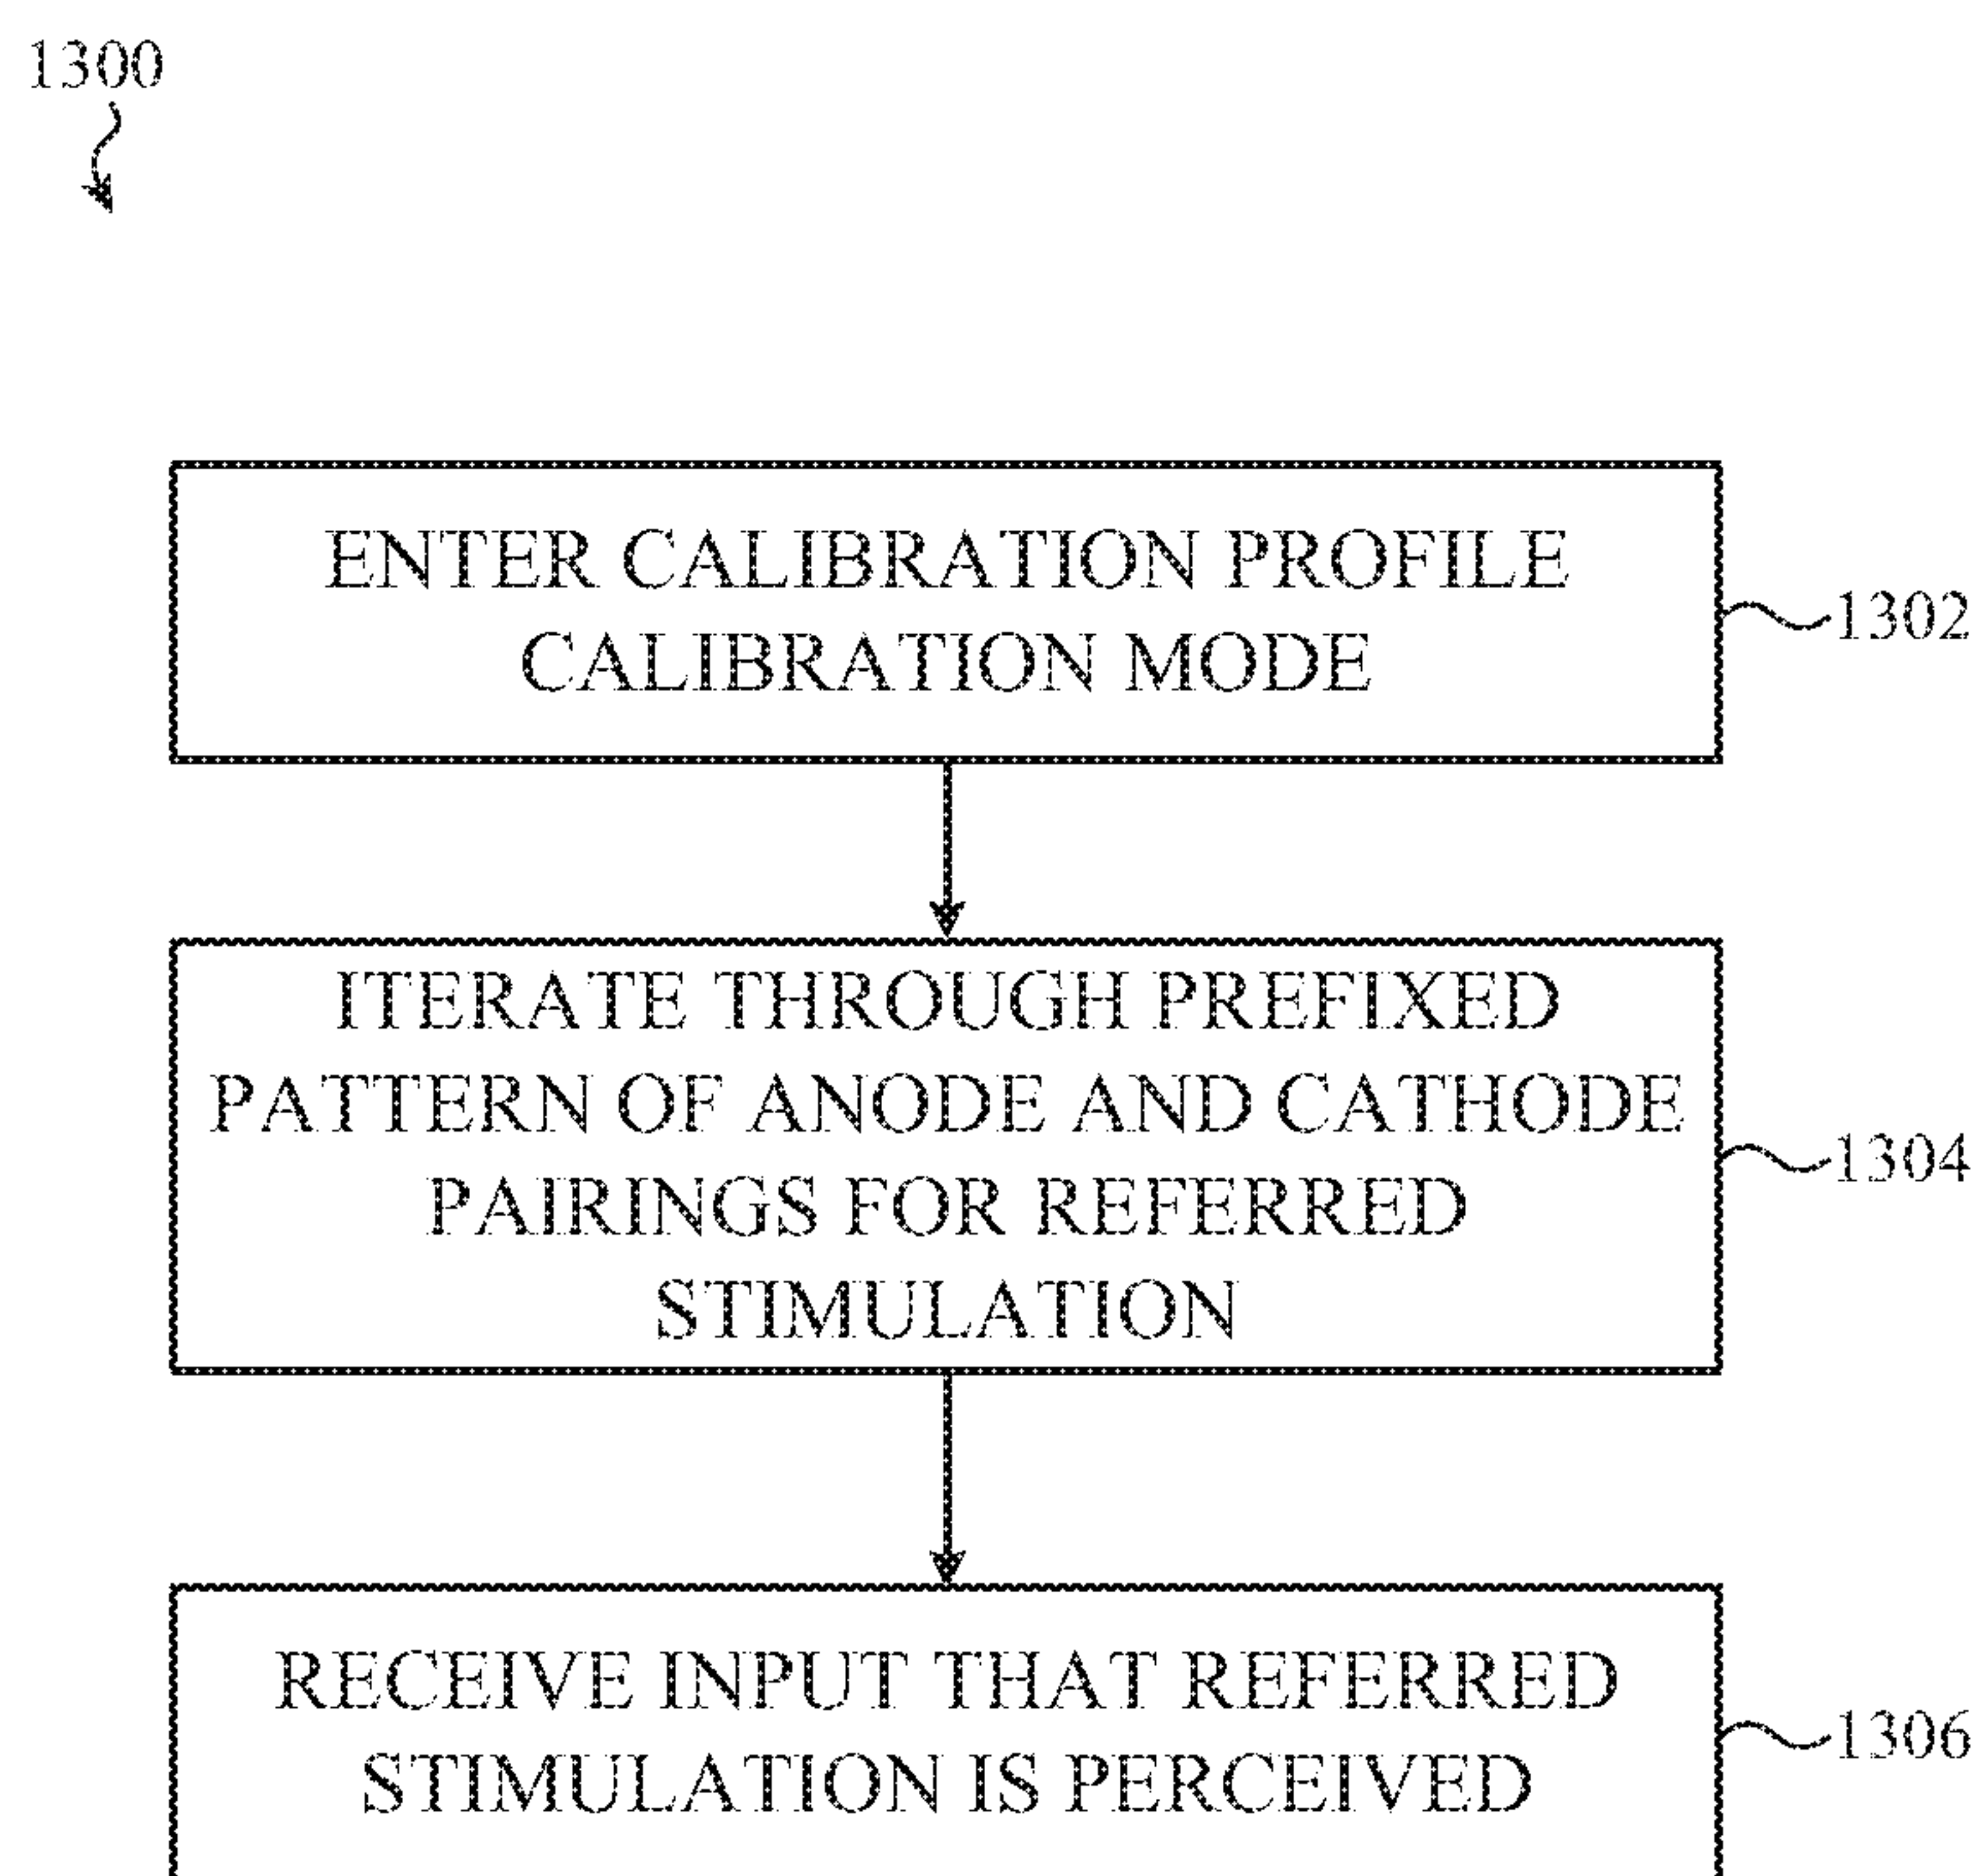 1300
ENTER CALIBRATION PROFILE
CALIBRATION MODE
1302
ITERATE THROUGH PREFIXED
PATTERN OF ANODE AND CATHODE
PAIRINGS FOR REFERRED
STIMULATION
1304
RECEIVE INPUT THAT REFERRED
STIMULATION IS PERCEIVED
1306